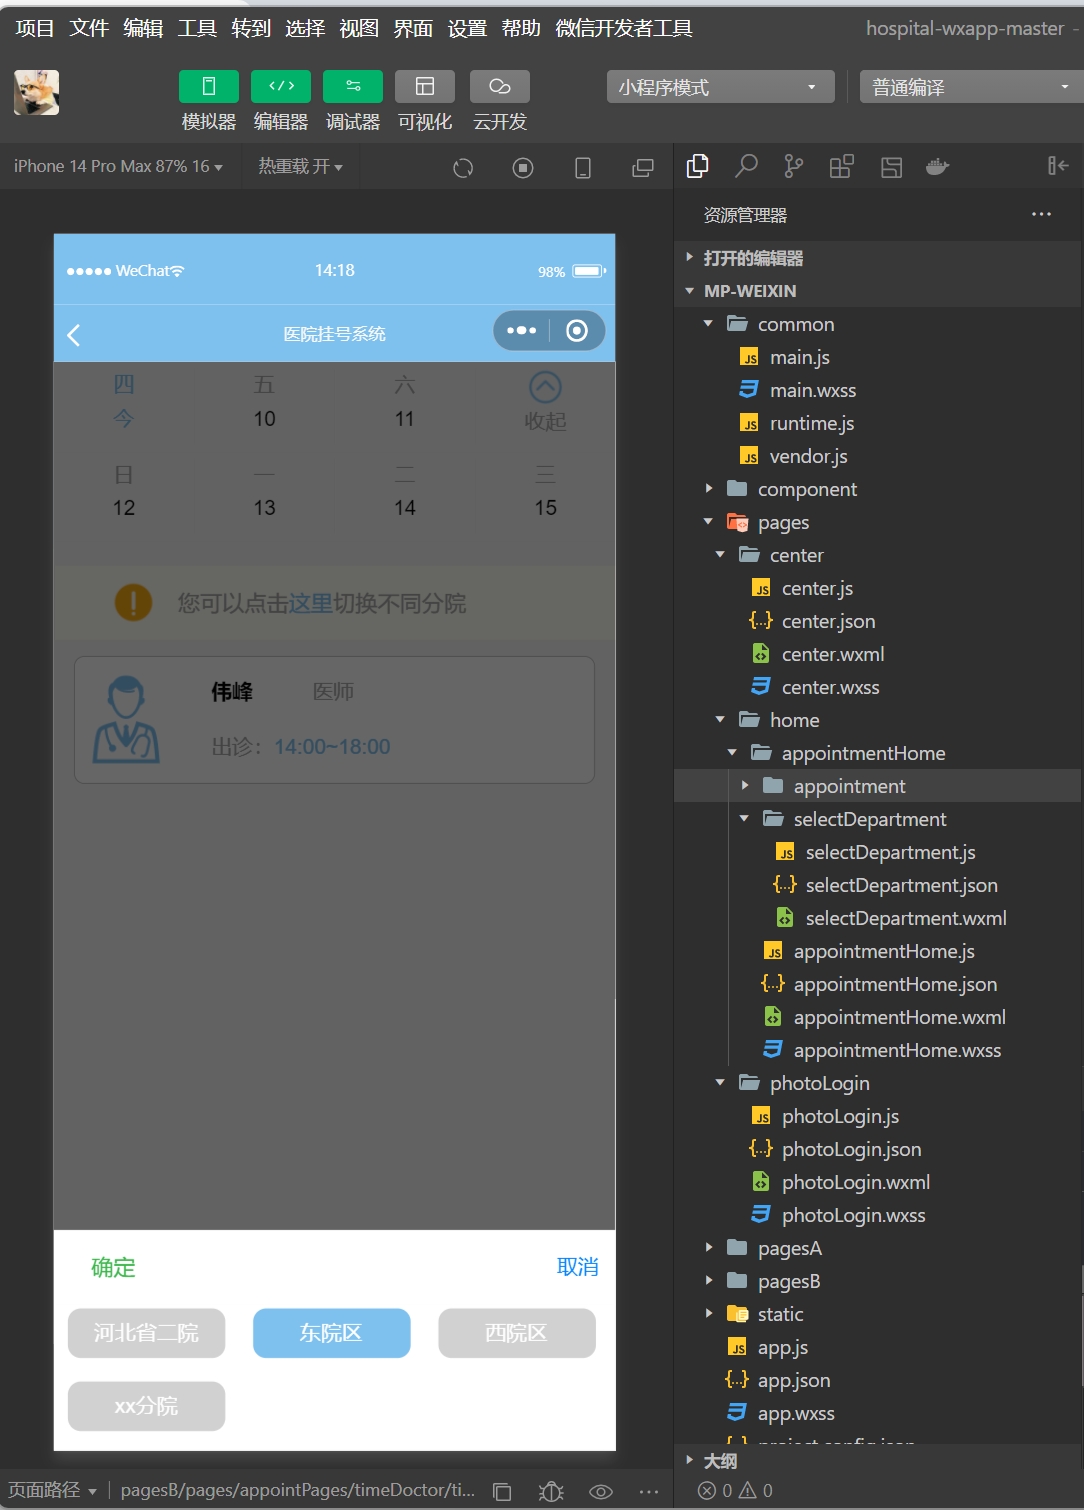 项目 文件 编辑 工具 转到 选择 视图 界面 设置 帮助 微信开发者工具 hospital-wxapp-master -
模拟器 编辑器 调试器 可视化 云开发
小程序模式 普通编译
iPhone 14 Pro Max 87% 16 热重载 开
资源管理器
打开的编辑器
MP-WEIXIN
common
main.js
main.wxss
runtime.js
vendor.js
component
pages
center
center.js
center.json
center.wxml
center.wxss
home
appointmentHome
appointment
selectDepartment
selectDepartment.js
selectDepartment.json
selectDepartment.wxml
appointmentHome.js
appointmentHome.json
appointmentHome.wxml
appointmentHome.wxss
photoLogin
photoLogin.js
photoLogin.json
photoLogin.wxml
photoLogin.wxss
pagesA
pagesB
static
app.js
app.json
app.wxss
project.config.json
大纲
0 0
WeChat 14:18 98%
医院挂号系统
四 五 六
今 10 11 收起
日 一 二 三
12 13 14 15
您可以点击这里切换不同分院
伟峰 医师
出诊：14:00~18:00
确定 取消
河北省二院 东院区 西院区
xx分院
页面路径 pagesB/pages/appointPages/timeDoctor/ti...